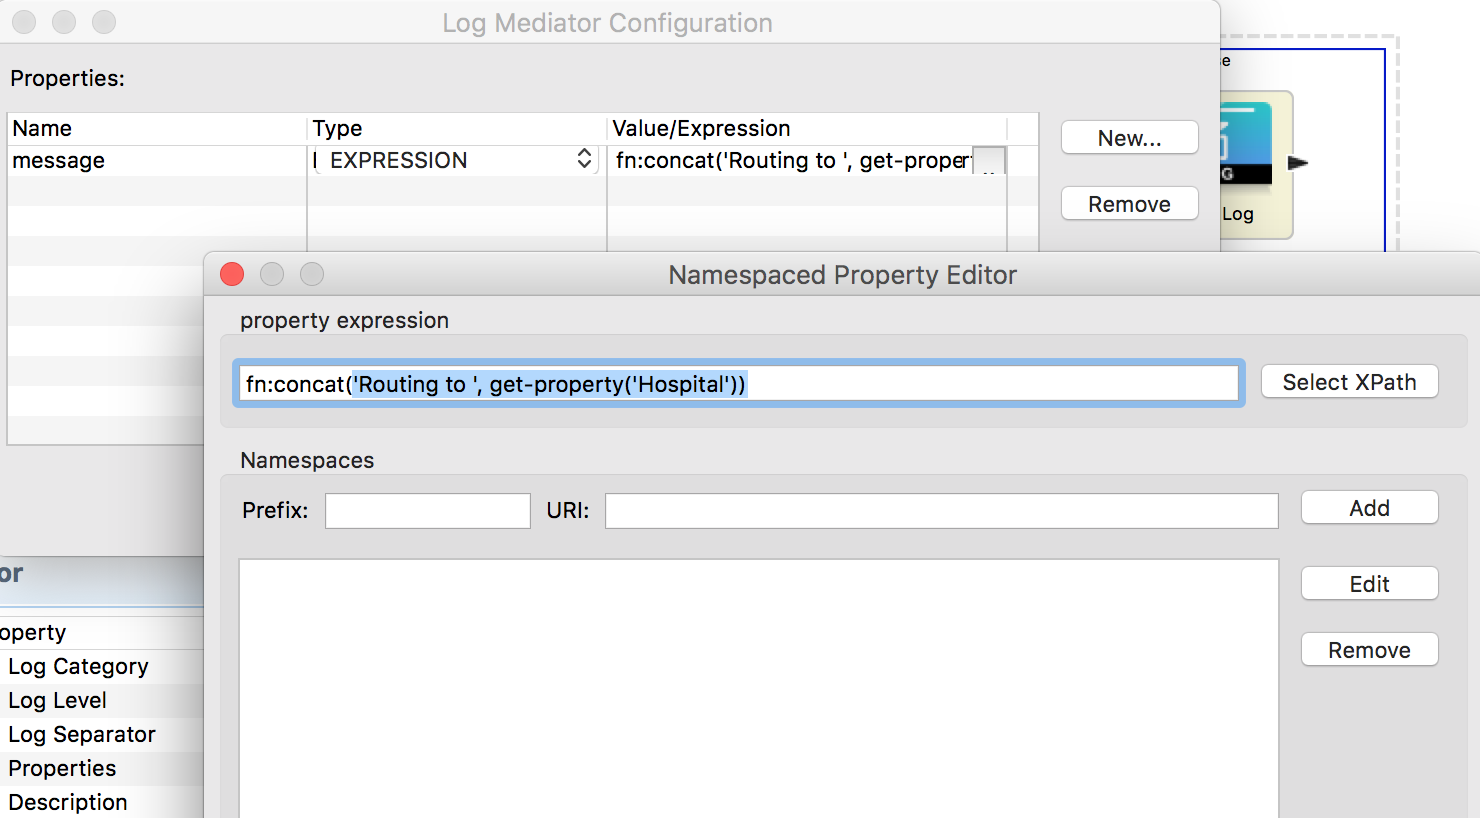 Log Mediator Configuration
Properties:
Name Type Value/Expression
message EXPRESSION fn:concat('Routing to ', get-proper
New...
Remove
Log
Namespaced Property Editor
property expression
fn:concat('Routing to ', get-property('Hospital'))
Select XPath
Namespaces
Prefix: URI: Add
Edit
Remove
or
operty
Log Category
Log Level
Log Separator
Properties
Description